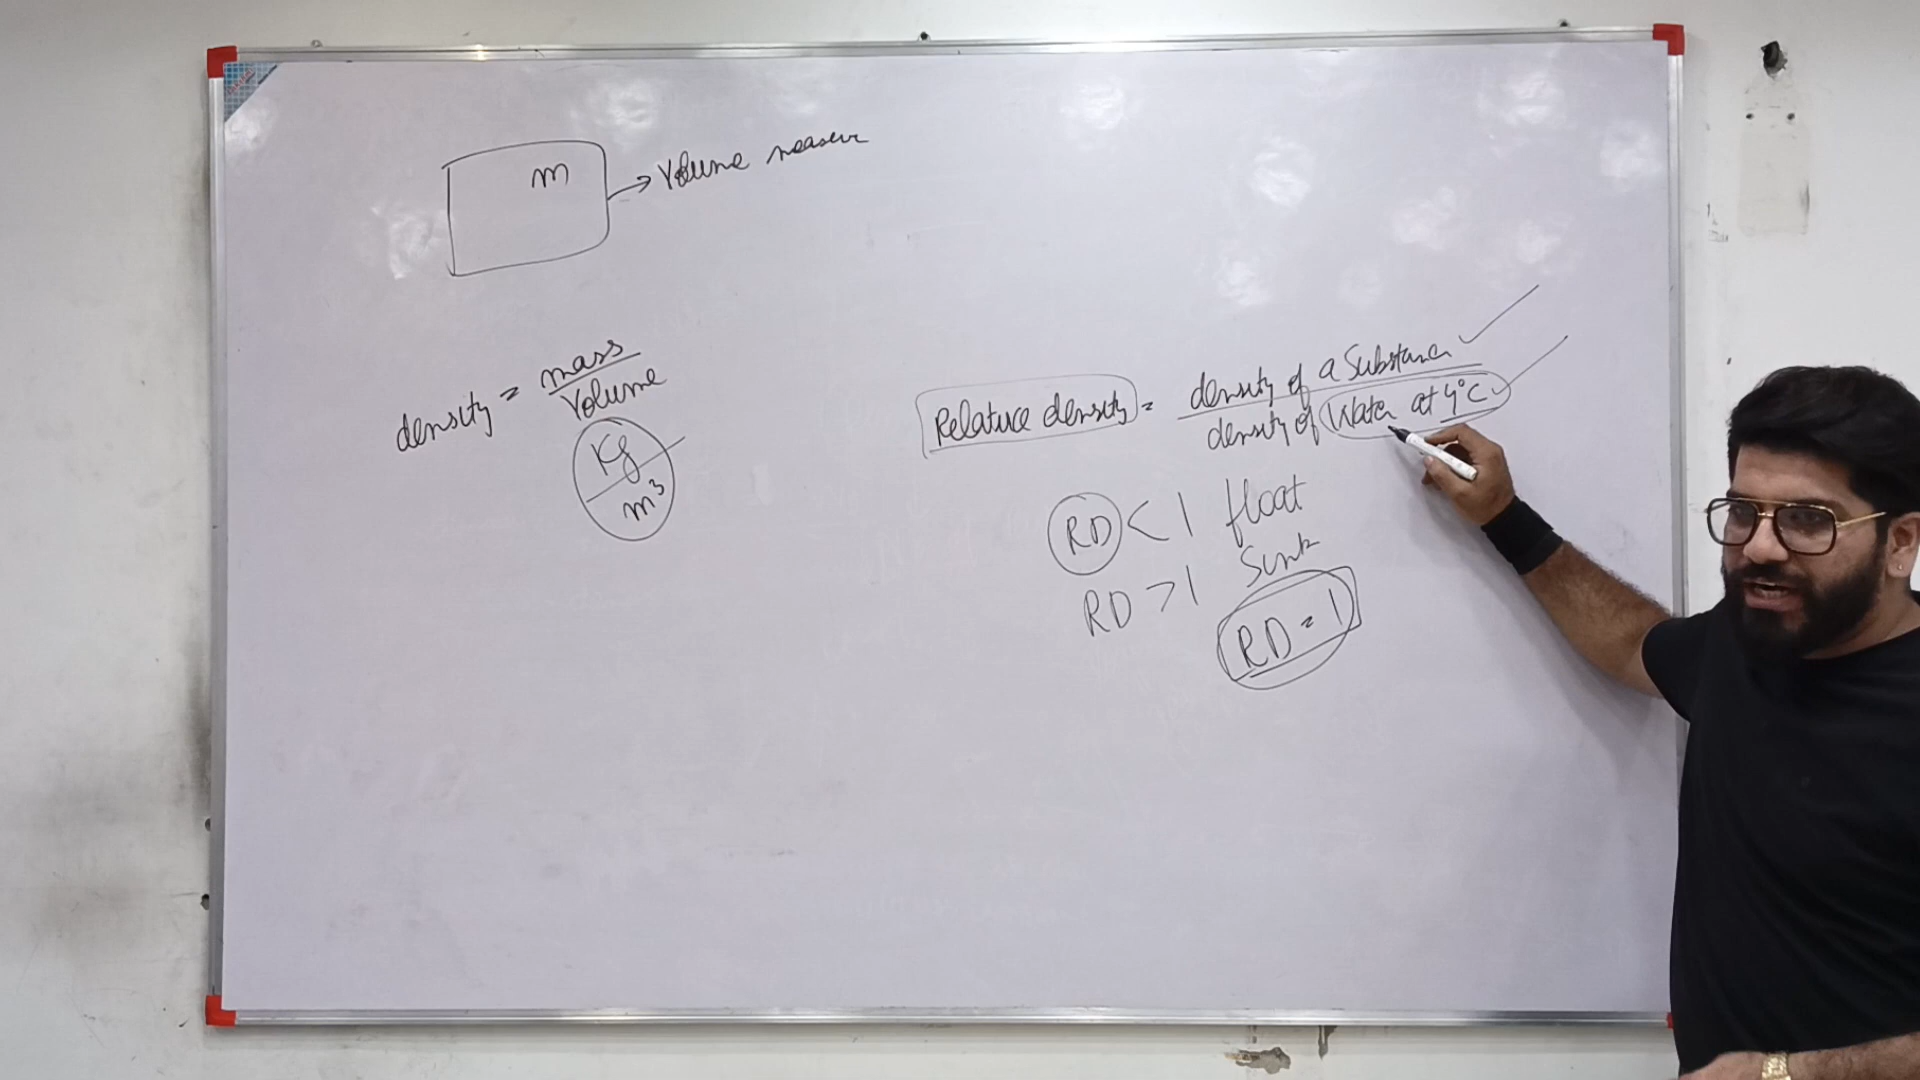 m
→ Volume measure
density = mass / Volume
Kg / m³
Relative density = density of a Substance / density of Water at 4°C
RD < 1 float
RD > 1 Sink
RD = 1